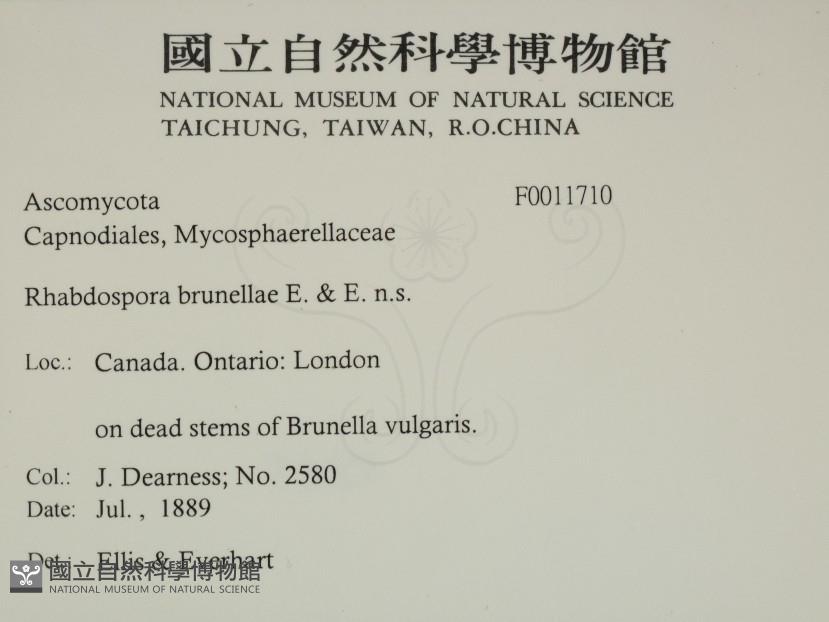 國立自然科學博物館
NATIONAL MUSEUM OF NATURAL SCIENCE
TAICHUNG, TAIWAN, R.O.CHINA
Ascomycota F0011710
Capnodiales, Mycosphaerellaceae
Rhabdospora brunellae E. & E. n.s.
Loc.: Canada. Ontario: London
on dead stems of Brunella vulgaris.
Col.: J. Dearness; No. 2580
Date: Jul. , 1889
Det.: Ellis & Everhart
國立自然科學博物館
NATIONAL MUSEUM OF NATURAL SCIENCE